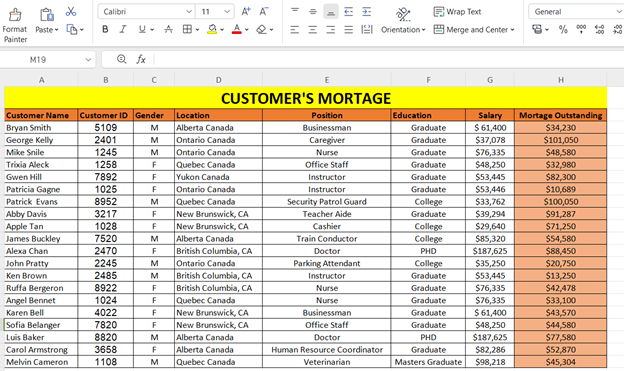 Calibri 11 A+ A- Wrap Text General
Format Painter Paste B I U A Orientation Merge and Center % 000
M19 fx
A B C D E F G H
CUSTOMER'S MORTAGE
Customer Name Customer ID Gender Location Position Education Salary Mortage Outstanding
Bryan Smith 5109 M Alberta Canada Businessman Graduate $ 61,400 $34,230
George Kelly 2401 M Ontario Canada Caregiver Graduate $37,078 $101,050
Mike Snile 1245 M Ontario Canada Nurse Graduate $76,335 $48,580
Trixia Aleck 1258 F Quebec Canada Office Staff Graduate $48,250 $32,980
Gwen Hill 7892 F Yukon Canada Instructor Graduate $53,445 $82,300
Patricia Gagne 1025 F Ontario Canada Instructor Graduate $53,446 $10,689
Patrick Evans 8952 M Quebec Canada Security Patrol Guard College $33,762 $100,050
Abby Davis 3217 F New Brunswick, CA Teacher Aide Graduate $39,294 $91,287
Apple Tan 1028 F New Brunswick, CA Cashier College $29,640 $71,250
James Buckley 7520 M Alberta Canada Train Conductor College $85,320 $54,580
Alexa Chan 2470 F British Columbia, CA Doctor PHD $187,625 $88,450
John Pratty 2245 M Ontario Canada Parking Attendant College $35,250 $20,750
Ken Brown 2485 M British Columbia, CA Instructor Graduate $53,445 $13,250
Ruffa Bergeron 8922 F British Columbia, CA Nurse Graduate $76,335 $42,478
Angel Bennet 1024 F Quebec Canada Nurse Graduate $76,335 $33,100
Karen Bell 4022 F New Brunswick, CA Businessman Graduate $ 61,400 $43,570
Sofia Belanger 7820 F New Brunswick, CA Office Staff Graduate $48,250 $44,580
Luis Baker 8820 M Alberta Canada Doctor PHD $187,625 $77,580
Carol Armstrong 3658 F Alberta Canada Human Resource Coordinator Graduate $82,286 $52,870
Melvin Cameron 1108 M Quebec Canada Veterinarian Masters Graduate $98,218 $45,304